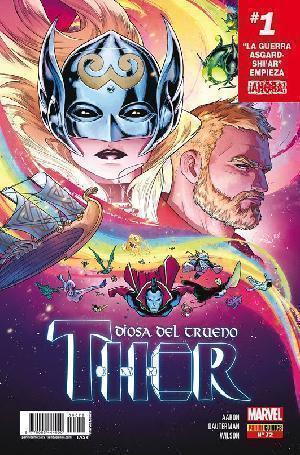 #1
"LA GUERRA
ASGARD-
SHI'AR"
EMPIEZA
DIOSA DEL TRUENO
THOR
AARON
DAUTERMAN
WILSON
MARVEL
PANINI COMICS
Nº 72